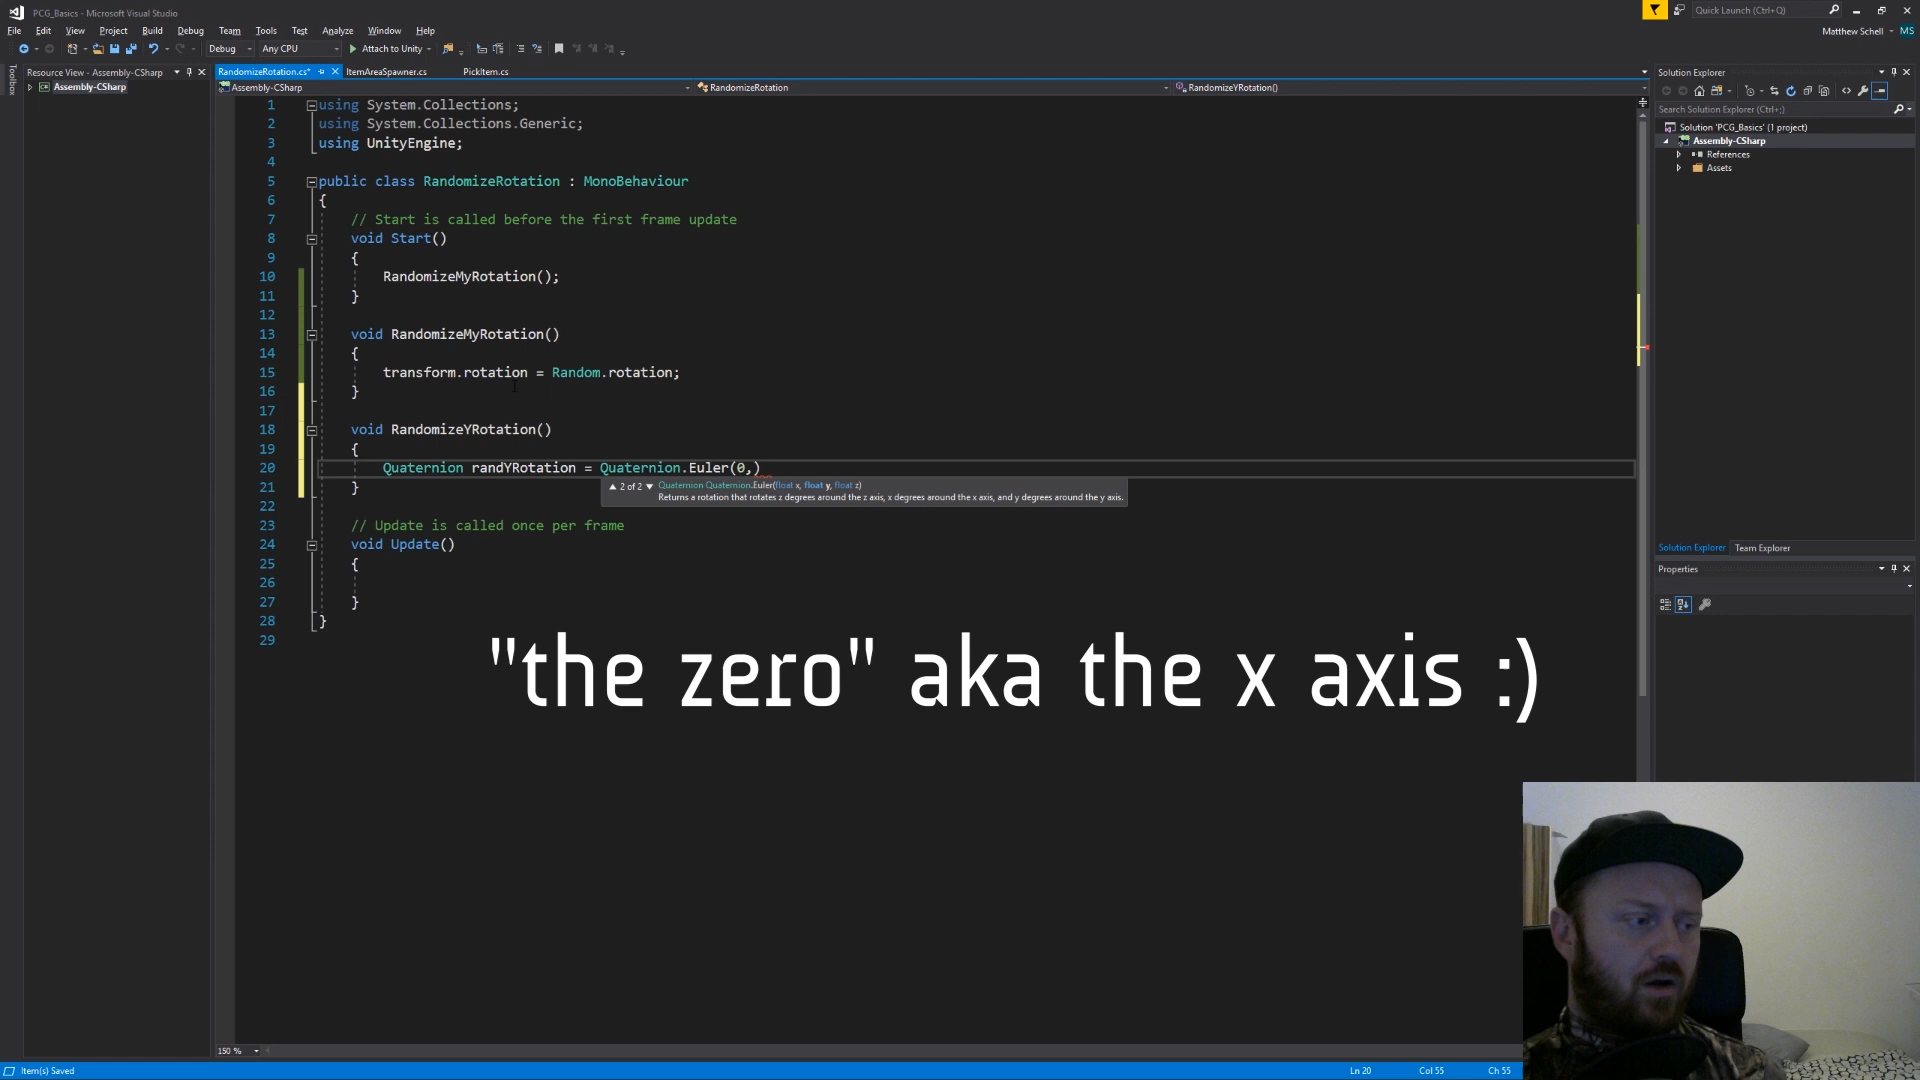 PCG_Basics - Microsoft Visual Studio
Quick Launch (Ctrl+Q)
File Edit View Project Build Debug Team Tools Test Analyze Window Help
Matthew Schell
MS
Debug Any CPU Attach to Unity
Toolbox
Resource View - Assembly-CSharp
Assembly-CSharp
RandomizeRotation.cs* ItemAreaSpawner.cs PickItem.cs
Assembly-CSharp RandomizeRotation RandomizeYRotation()
1 using System.Collections;
2 using System.Collections.Generic;
3 using UnityEngine;
4
5 public class RandomizeRotation : MonoBehaviour
6 {
7 // Start is called before the first frame update
8 void Start()
9 {
10 RandomizeMyRotation();
11 }
12
13 void RandomizeMyRotation()
14 {
15 transform.rotation = Random.rotation;
16 }
17
18 void RandomizeYRotation()
19 {
20 Quaternion randYRotation = Quaternion.Euler(0,)
21 }
2 of 2 Quaternion Quaternion.Euler(float x, float y, float z)
Returns a rotation that rotates z degrees around the z axis, x degrees around the x axis, and y degrees around the y axis.
22
23 // Update is called once per frame
24 void Update()
25 {
26
27 }
28 }
29
"the zero" aka the x axis :)
Solution Explorer
Search Solution Explorer (Ctrl+;)
Solution 'PCG_Basics' (1 project)
Assembly-CSharp
References
Assets
Solution Explorer Team Explorer
Properties
150 %
Item(s) Saved
Ln 20 Col 55 Ch 55